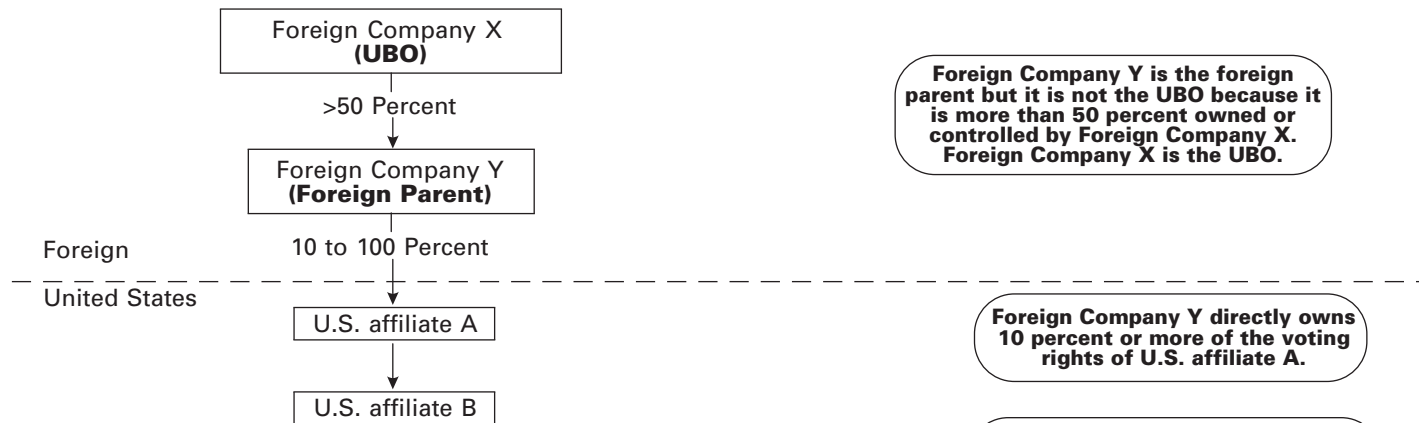 Foreign Company X
(UBO)
>50 Percent
Foreign Company Y is the foreign
parent but it is not the UBO because it
is more than 50 percent owned or
controlled by Foreign Company X.
Foreign Company X is the UBO.
Foreign Company Y
(Foreign Parent)
Foreign
10 to 100 Percent
United States
U.S. affiliate A
Foreign Company Y directly owns
10 percent or more of the voting
rights of U.S. affiliate A.
U.S. affiliate B